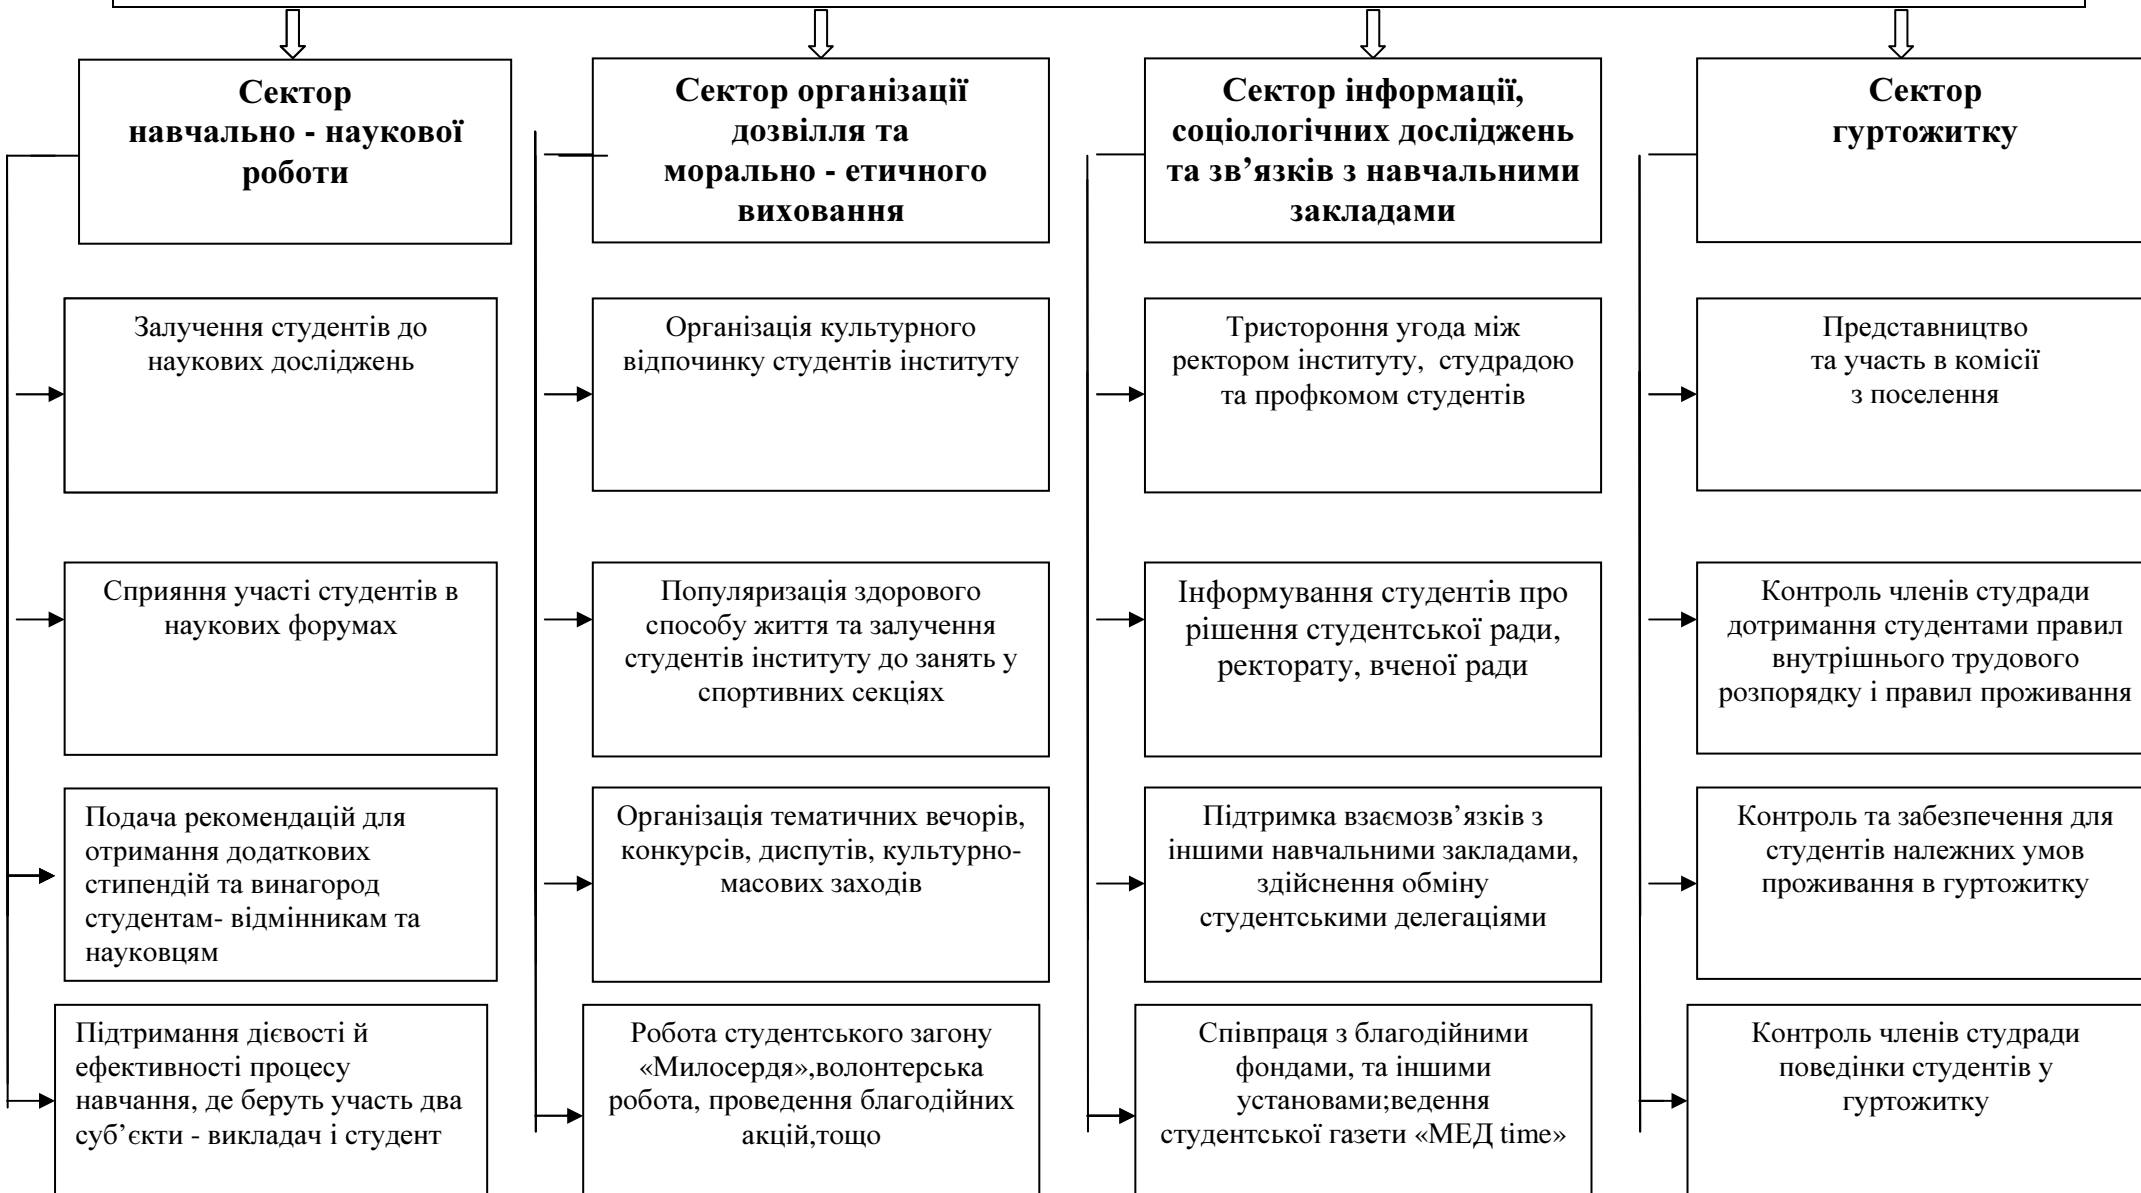 Сектор
навчально - наукової
роботи
Залучення студентів до
наукових досліджень
Сприяння участі студентів в
наукових форумах
Подача рекомендацій для
отримання додаткових
стипендій та винагород
студентам- відмінникам та
науковцям
Підтримання дієвості й
ефективності процесу
навчання, де беруть участь два
суб’єкти - викладач і студент
Сектор організації
дозвілля та
морально - етичного
виховання
Організація культурного
відпочинку студентів інституту
Популяризація здорового
способу життя та залучення
студентів інституту до занять у
спортивних секціях
Організація тематичних вечорів,
конкурсів, диспутів, культурно-
масових заходів
Робота студентського загону
«Милосердя»,волонтерська
робота, проведення благодійних
акцій,тощо
Сектор інформації,
соціологічних досліджень
та зв’язків з навчальними
закладами
Тристороння угода між
ректором інституту, студрадою
та профкомом студентів
Інформування студентів про
рішення студентської ради,
ректорату, вченої ради
Підтримка взаємозв’язків з
іншими навчальними закладами,
здійснення обміну
студентськими делегаціями
Співпраця з благодійними
фондами, та іншими
установами;ведення
студентської газети «МЕД time»
Сектор
гуртожитку
Представництво
та участь в комісії
з поселення
Контроль членів студради
дотримання студентами правил
внутрішнього трудового
розпорядку і правил проживання
Контроль та забезпечення для
студентів належних умов
проживання в гуртожитку
Контроль членів студради
поведінки студентів у
гуртожитку